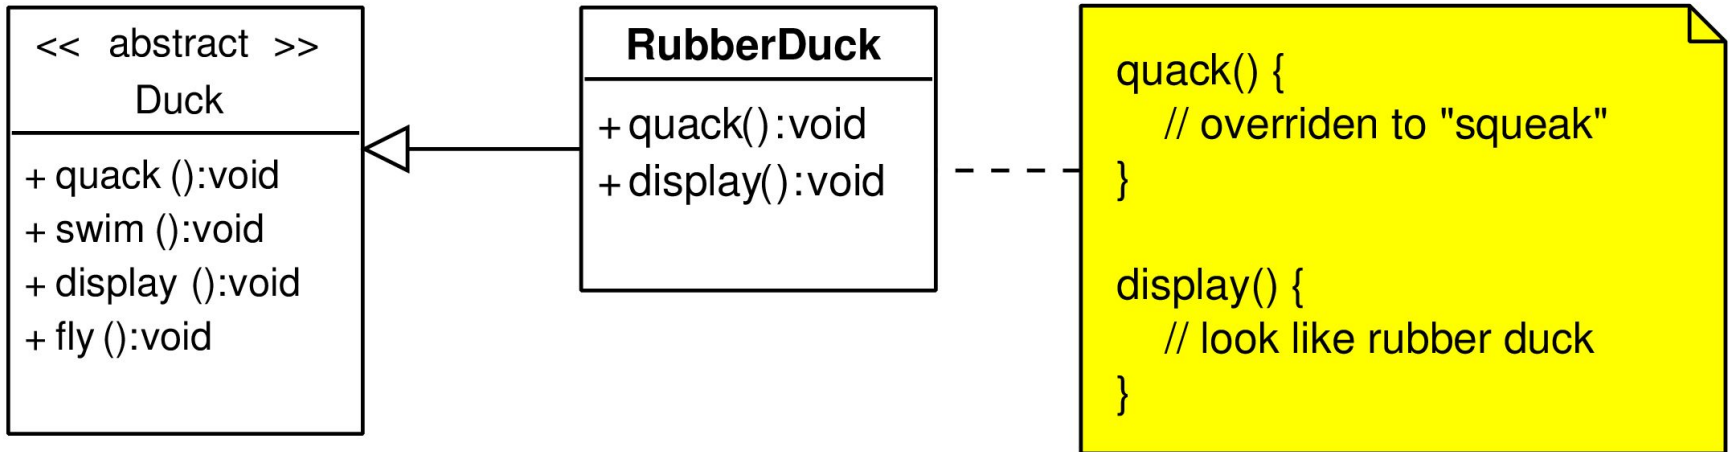 << abstract >>
Duck
+ quack ():void
+ swim ():void
+ display ():void
+ fly ():void
RubberDuck
+ quack():void
+ display():void
quack() {
// overriden to "squeak"
}
display() {
// look like rubber duck
}